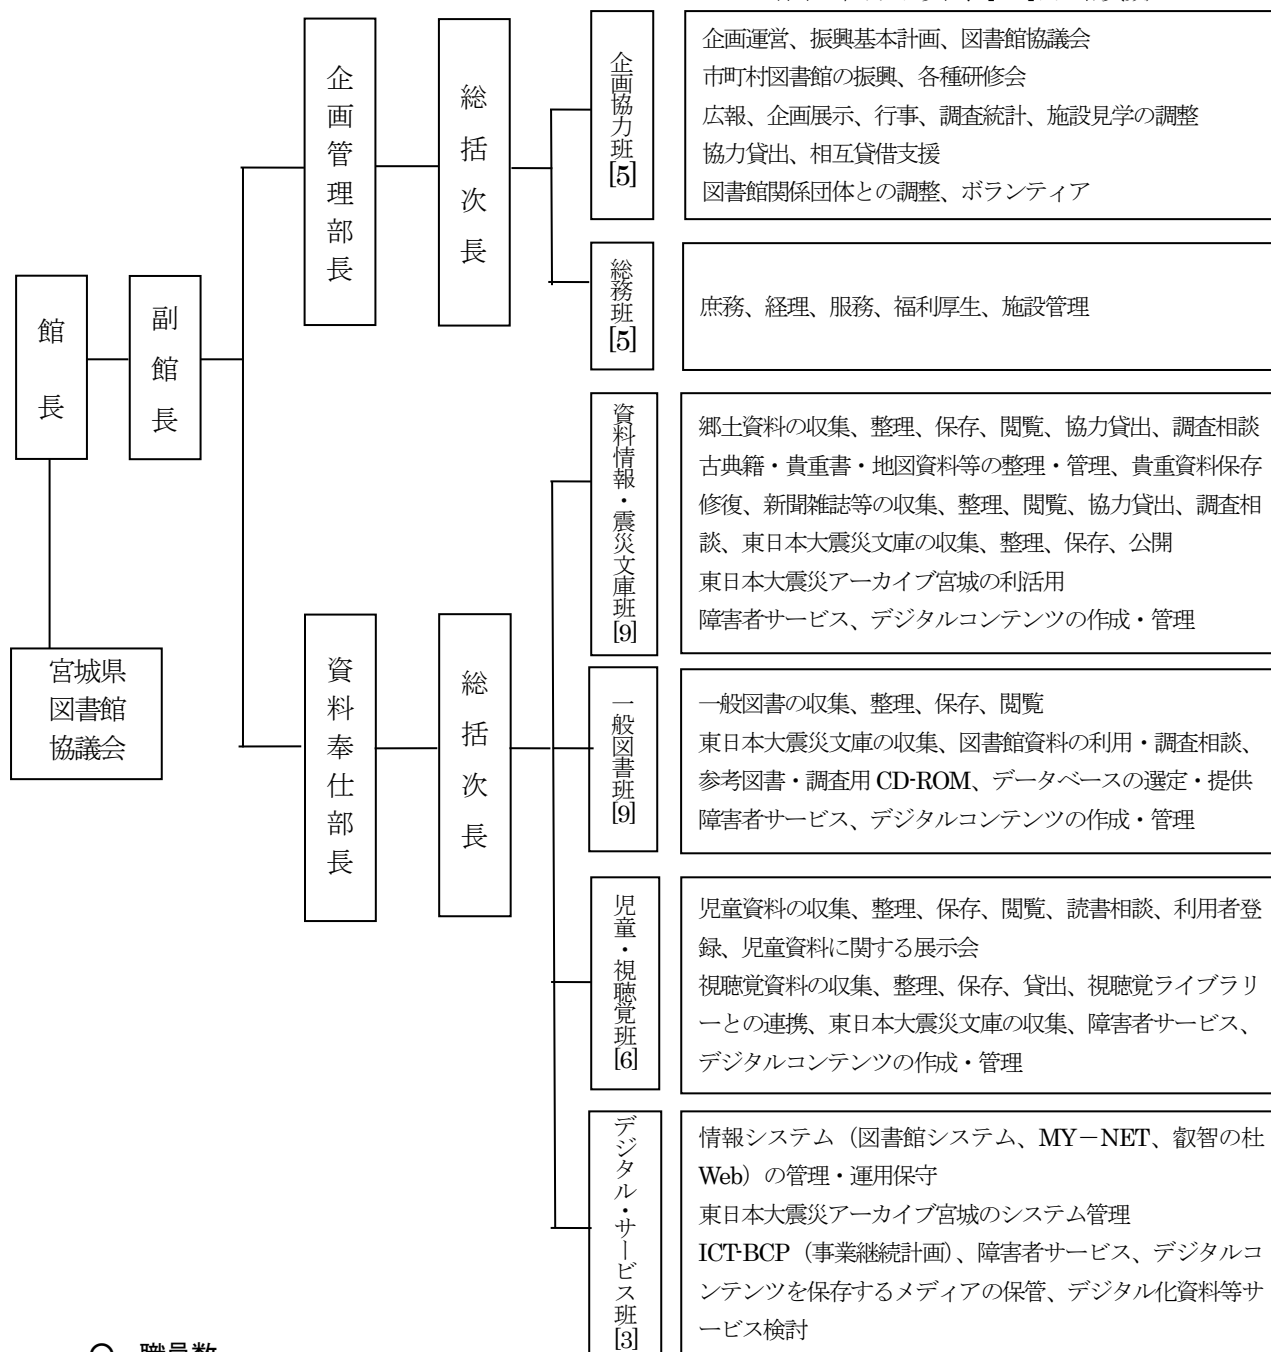 館長
副館長
宮城県
図書館
協議会
企画管理部長
総括次長
企画協力班[5]
企画運営、振興基本計画、図書館協議会
市町村図書館の振興、各種研修会
広報、企画展示、行事、調査統計、施設見学の調整
協力貸出、相互貸借支援
図書館関係団体との調整、ボランティア
総務班[5]
庶務、経理、服務、福利厚生、施設管理
資料奉仕部長
総括次長
資料情報・震災文庫班[9]
郷土資料の収集、整理、保存、閲覧、協力貸出、調査相談
古典籍・貴重書・地図資料等の整理・管理、貴重資料保存
修復、新聞雑誌等の収集、整理、閲覧、協力貸出、調査相
談、東日本大震災文庫の収集、整理、保存、公開
東日本大震災アーカイブ宮城の利活用
障害者サービス、デジタルコンテンツの作成・管理
一般図書班[9]
一般図書の収集、整理、保存、閲覧
東日本大震災文庫の収集、図書館資料の利用・調査相談、
参考図書・調査用 CD-ROM、データベースの選定・提供
障害者サービス、デジタルコンテンツの作成・管理
児童・視聴覚班[6]
児童資料の収集、整理、保存、閲覧、読書相談、利用者登
録、児童資料に関する展示会
視聴覚資料の収集、整理、保存、貸出、視聴覚ライブラリ
ーとの連携、東日本大震災文庫の収集、障害者サービス、
デジタルコンテンツの作成・管理
デジタル・サービス班[3]
情報システム（図書館システム、MY－NET、叡智の杜
Web）の管理・運用保守
東日本大震災アーカイブ宮城のシステム管理
ICT-BCP（事業継続計画）、障害者サービス、デジタルコ
ンテンツを保存するメディアの保管、デジタル化資料等サ
ービス検討